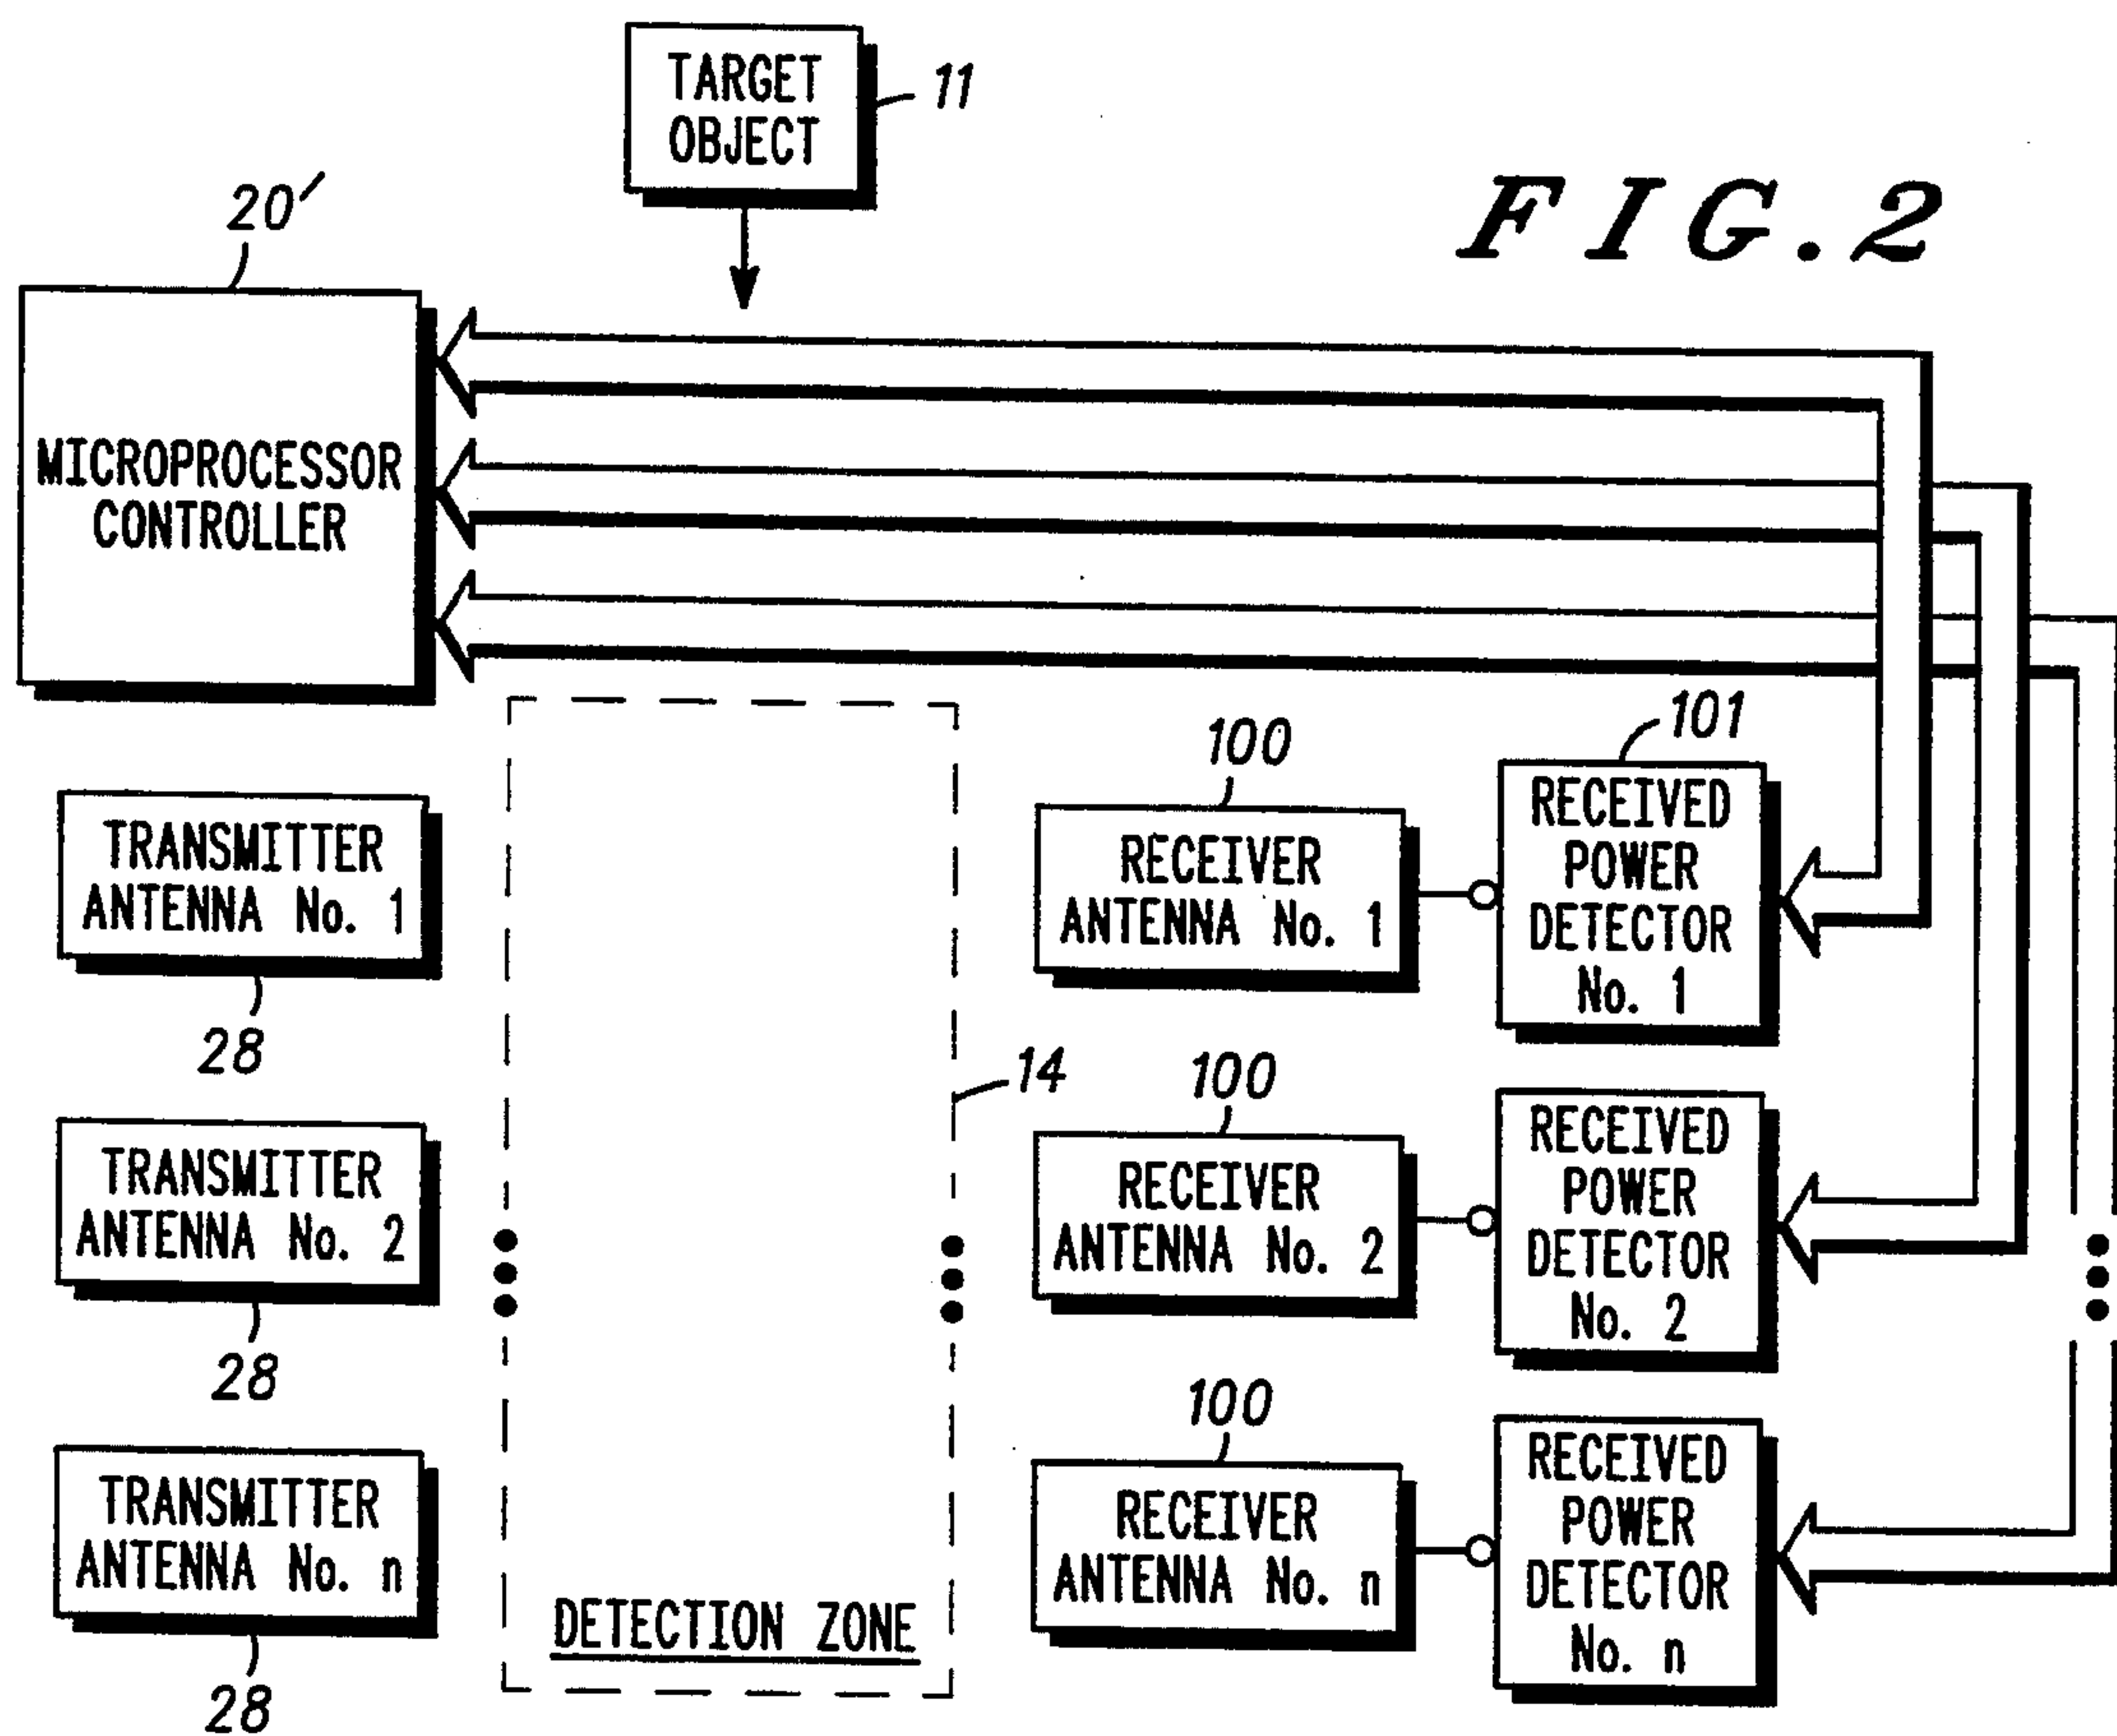 TARGET
OBJECT
11
FIG.2
20′
MICROPROCESSOR
CONTROLLER
101
100
RECEIVED
POWER
DETECTOR
No. 1
TRANSMITTER
ANTENNA No. 1
RECEIVER
ANTENNA No. 1
28
14
100
RECEIVED
POWER
DETECTOR
No. 2
TRANSMITTER
ANTENNA No. 2
RECEIVER
ANTENNA No. 2
28
100
RECEIVED
POWER
DETECTOR
No. n
TRANSMITTER
ANTENNA No. n
RECEIVER
ANTENNA No. n
DETECTION ZONE
28